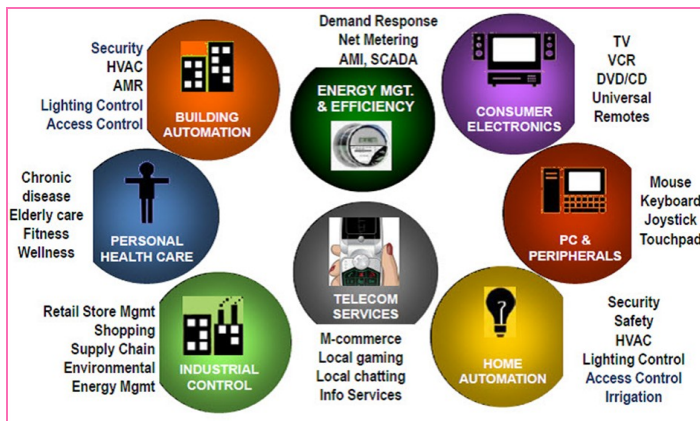 Security
HVAC
AMR
Lighting Control
Access Control
BUILDING
AUTOMATION
Demand Response
Net Metering
AMI, SCADA
ENERGY MGT.
& EFFICIENCY
CONSUMER
ELECTRONICS
TV
VCR
DVD/CD
Universal
Remotes
Chronic
disease
Elderly care
Fitness
Wellness
PERSONAL
HEALTH CARE
TELECOM
SERVICES
M-commerce
Local gaming
Local chatting
Info Services
PC &
PERIPHERALS
Mouse
Keyboard
Joystick
Touchpad
Retail Store Mgmt
Shopping
Supply Chain
Environmental
Energy Mgmt
INDUSTRIAL
CONTROL
HOME
AUTOMATION
Security
Safety
HVAC
Lighting Control
Access Control
Irrigation